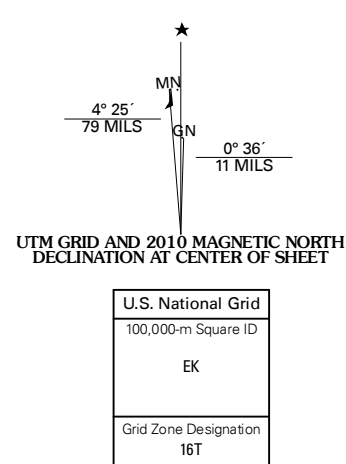 ★
MN
4° 25´
79 MILS
GN
0° 36´
11 MILS
UTM GRID AND 2010 MAGNETIC NORTH
DECLINATION AT CENTER OF SHEET
U.S. National Grid
100,000-m Square ID
EK
Grid Zone Designation
16T